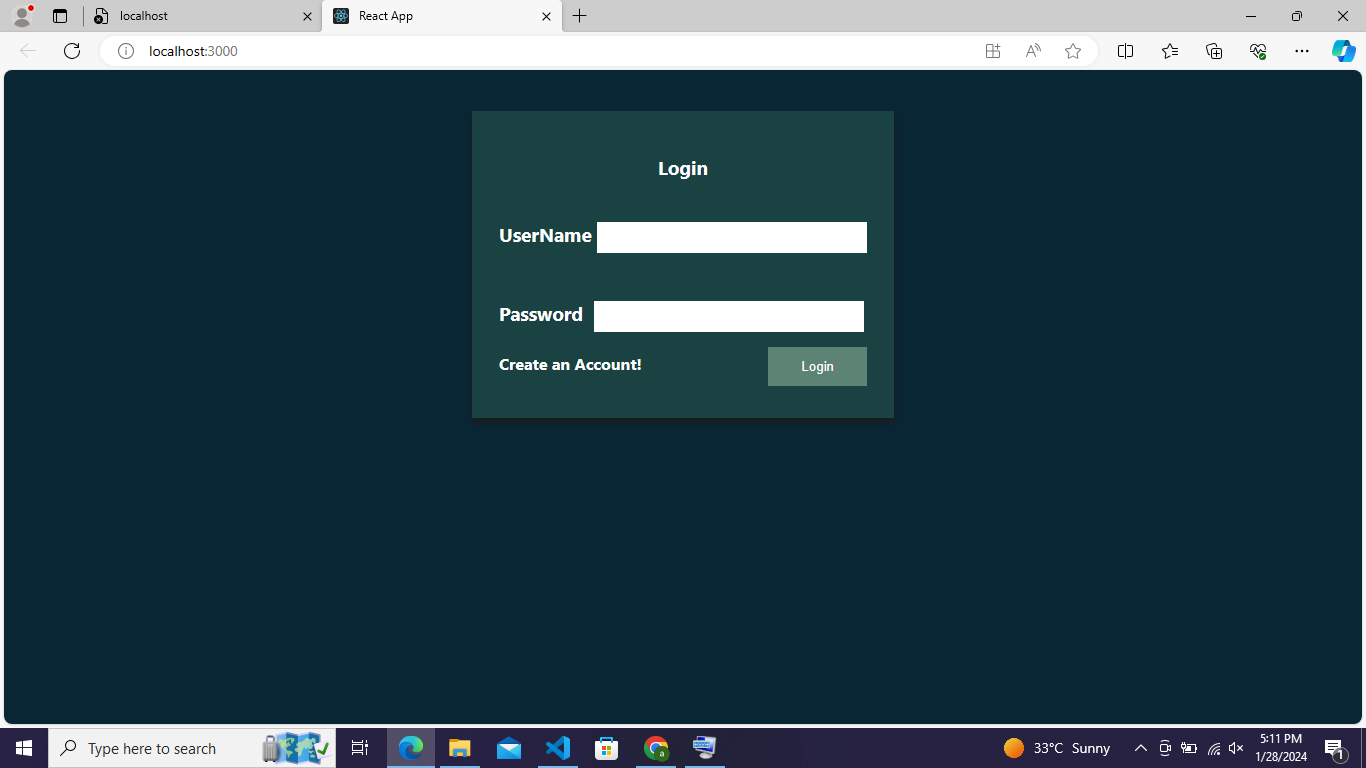 localhost
React App
localhost:3000
Login
UserName
Password
Create an Account!
Login
Type here to search
33°C Sunny
5:11 PM
1/28/2024
1
a